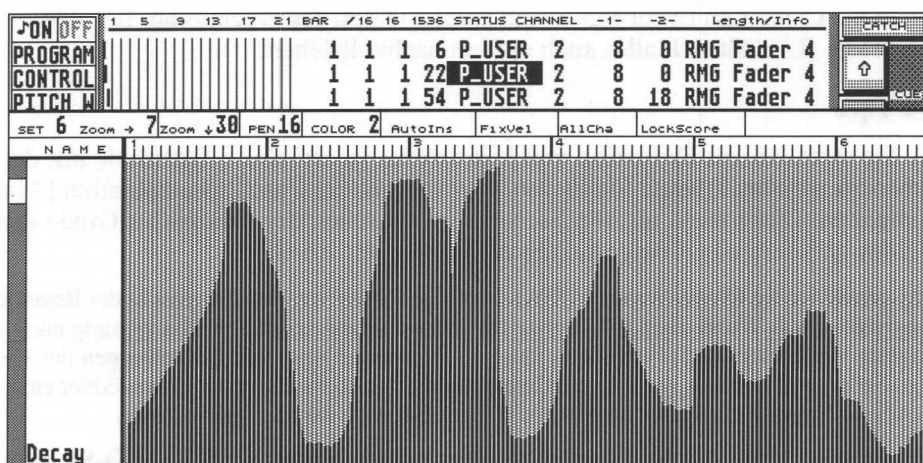 ♪ON OFF 5 9 13 17 21 BAR 4/16 16 1536 STATUS CHANNEL -1- -2- Length/Info CATCH
PROGRAM 1 1 1 6 P_USER 2 8 0 RMG Fader 4
CONTROL 1 1 1 22 P_USER 2 8 0 RMG Fader 4
PITCH W 1 1 1 54 P_USER 2 8 18 RMG Fader 4 CUE
SET 6 Zoom → 7 Zoom ↓ 30 PEN 16 COLOR 2 AutoIns FixVel AllCha LockScore
NAME 1 2 3 4 5 6
Decay